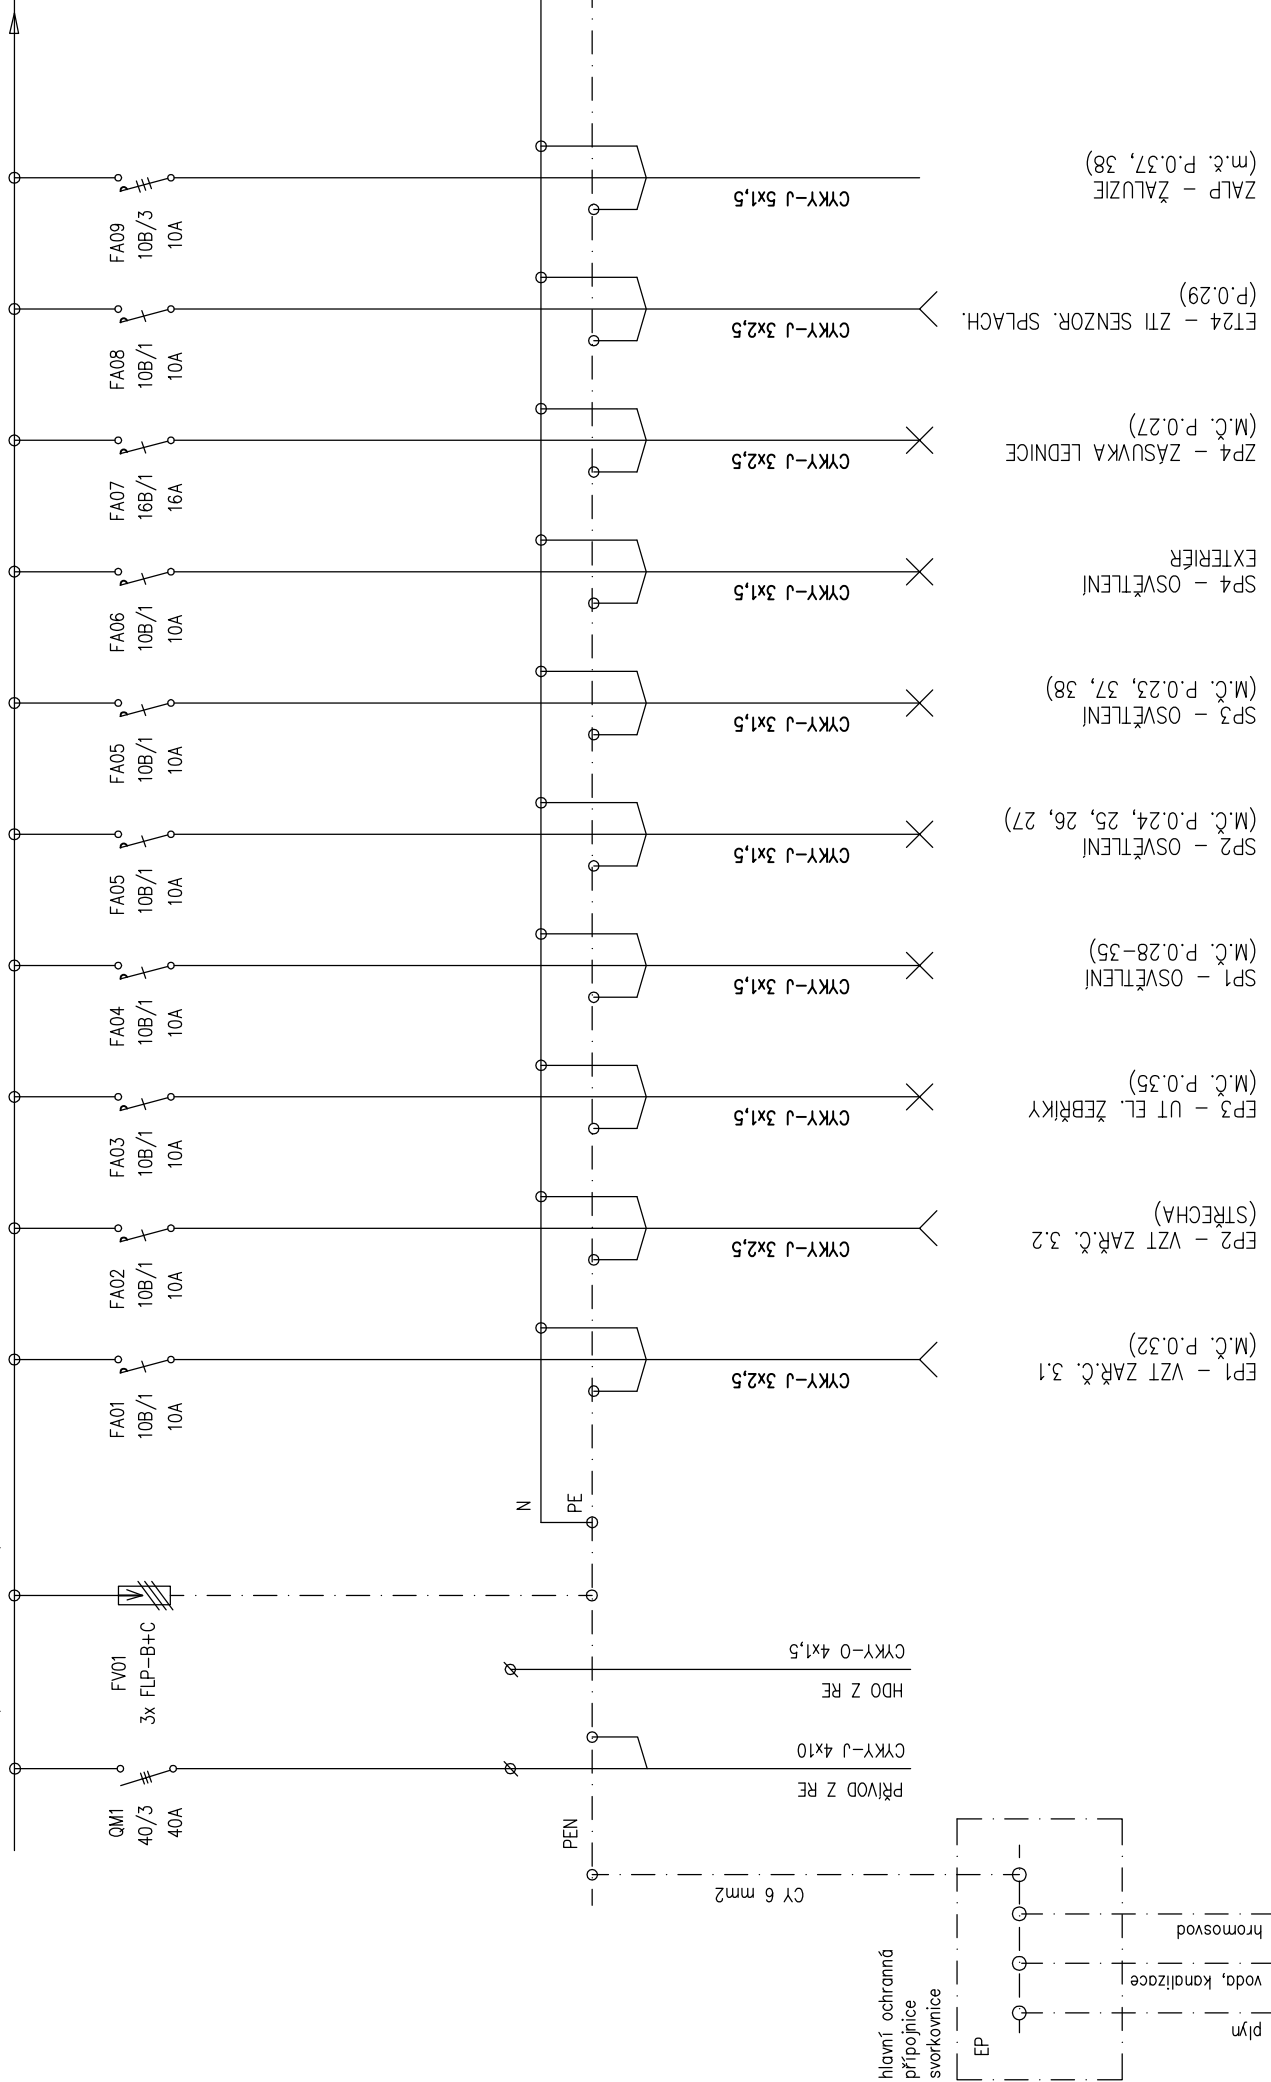 QM1
40/3
40A
PŘÍVOD Z RE
CYKY-J 4x10
HDO Z RE
CYKY-O 4x1,5
FV01
3x FLP-B+C
PEN
N
PE
CY 6 mm2
hlavní ochranná
přípojnice
svorkovnice
EP
hromosvod
voda, kanalizace
plyn
FA01
10B/1
10A
CYKY-J 3x2,5
EP1 - VZT ZAŘ.Č. 3.1
(M.Č. P.0.32)
FA02
10B/1
10A
CYKY-J 3x2,5
EP2 - VZT ZAŘ.Č. 3.2
(STŘECHA)
FA03
10B/1
10A
CYKY-J 3x1,5
EP3 - UT EL. ŽEBŘÍKY
(M.Č. P.0.35)
FA04
10B/1
10A
CYKY-J 3x1,5
SP1 - OSVĚTLENÍ
(M.Č. P.0.28-35)
FA05
10B/1
10A
CYKY-J 3x1,5
SP2 - OSVĚTLENÍ
(M.Č. P.0.24, 25, 26, 27)
FA05
10B/1
10A
CYKY-J 3x1,5
SP3 - OSVĚTLENÍ
(M.Č. P.0.23, 37, 38)
FA06
10B/1
10A
CYKY-J 3x1,5
SP4 - OSVĚTLENÍ
EXTERIÉR
FA07
16B/1
16A
CYKY-J 3x2,5
ZP4 - ZÁSUVKA LEDNICE
(M.Č. P.0.27)
FA08
10B/1
10A
CYKY-J 3x2,5
ET24 - ZTI SENZOR. SPLACH.
(P.0.29)
FA09
10B/3
10A
CYKY-J 5x1,5
ZALP - ŽALUZIE
(m.č. P.0.37, 38)